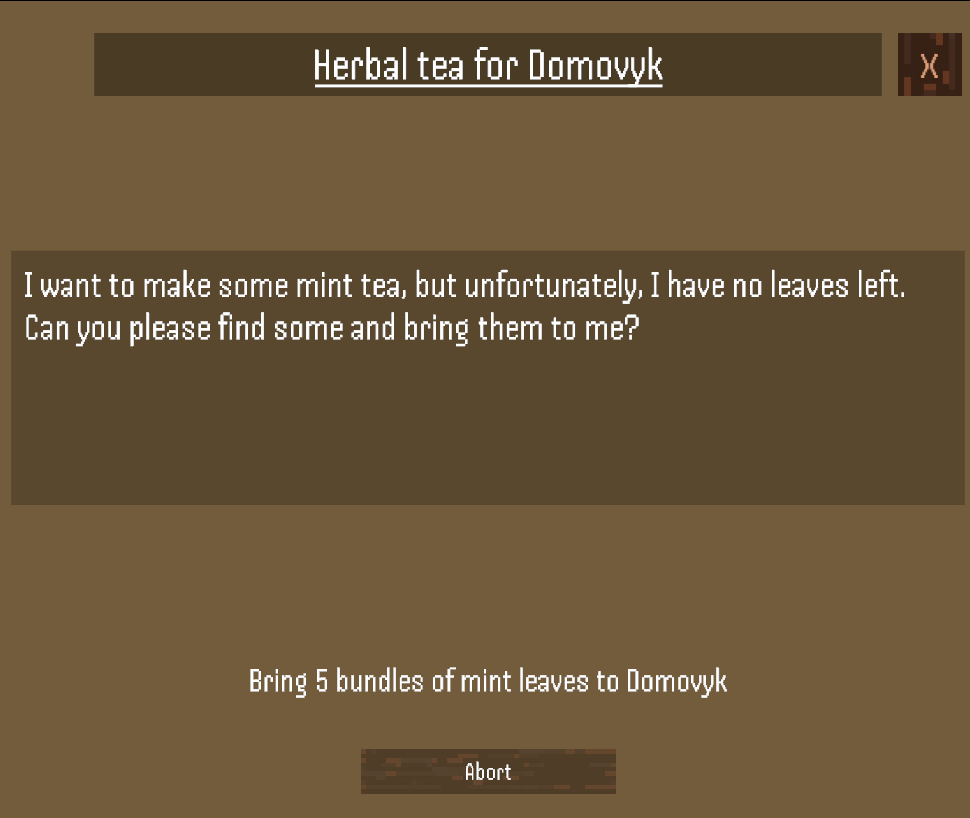 Herbal tea for Domovyk
X
I want to make some mint tea, but unfortunately, I have no leaves left.
Can you please find some and bring them to me?
Bring 5 bundles of mint leaves to Domovyk
Abort